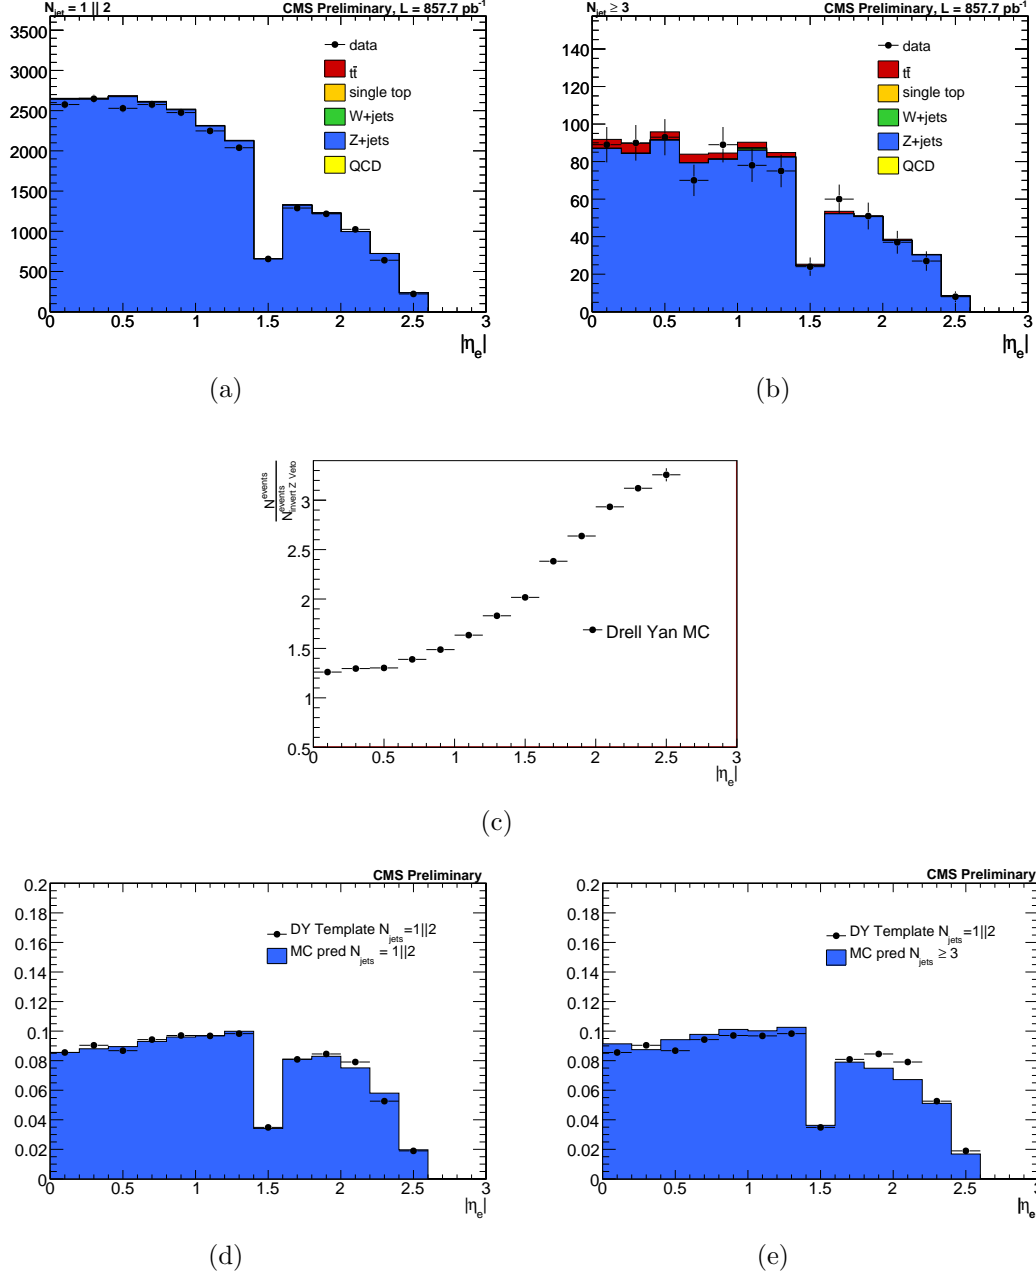 N_jet = 1 || 2 CMS Preliminary, L = 857.7 pb⁻¹
3500
3000
2500
2000
1500
1000
500
0
data
tt̄
single top
W+jets
Z+jets
QCD
0.5 1 1.5 2 2.5 3
|η_e|
(a)
N_jet ≥ 3 CMS Preliminary, L = 857.7 pb⁻¹
140
120
100
80
60
40
20
0
data
tt̄
single top
W+jets
Z+jets
QCD
0 0.5 1 1.5 2 2.5 3
|η_e|
(b)
N^events
N^events_invert Z Veto
3
2.5
2
1.5
1
0.5
Drell Yan MC
0 0.5 1 1.5 2 2.5 3
|η_e|
(c)
CMS Preliminary
0.2
0.18
0.16
0.14
0.12
0.1
0.08
0.06
0.04
0.02
0
DY Template N_jets=1||2
MC pred N_jets = 1||2
0.5 1 1.5 2 2.5 3
|η_e|
(d)
CMS Preliminary
0.2
0.18
0.16
0.14
0.12
0.1
0.08
0.06
0.04
0.02
0
DY Template N_jets=1||2
MC pred N_jets ≥ 3
0 0.5 1 1.5 2 2.5 3
|η_e|
(e)